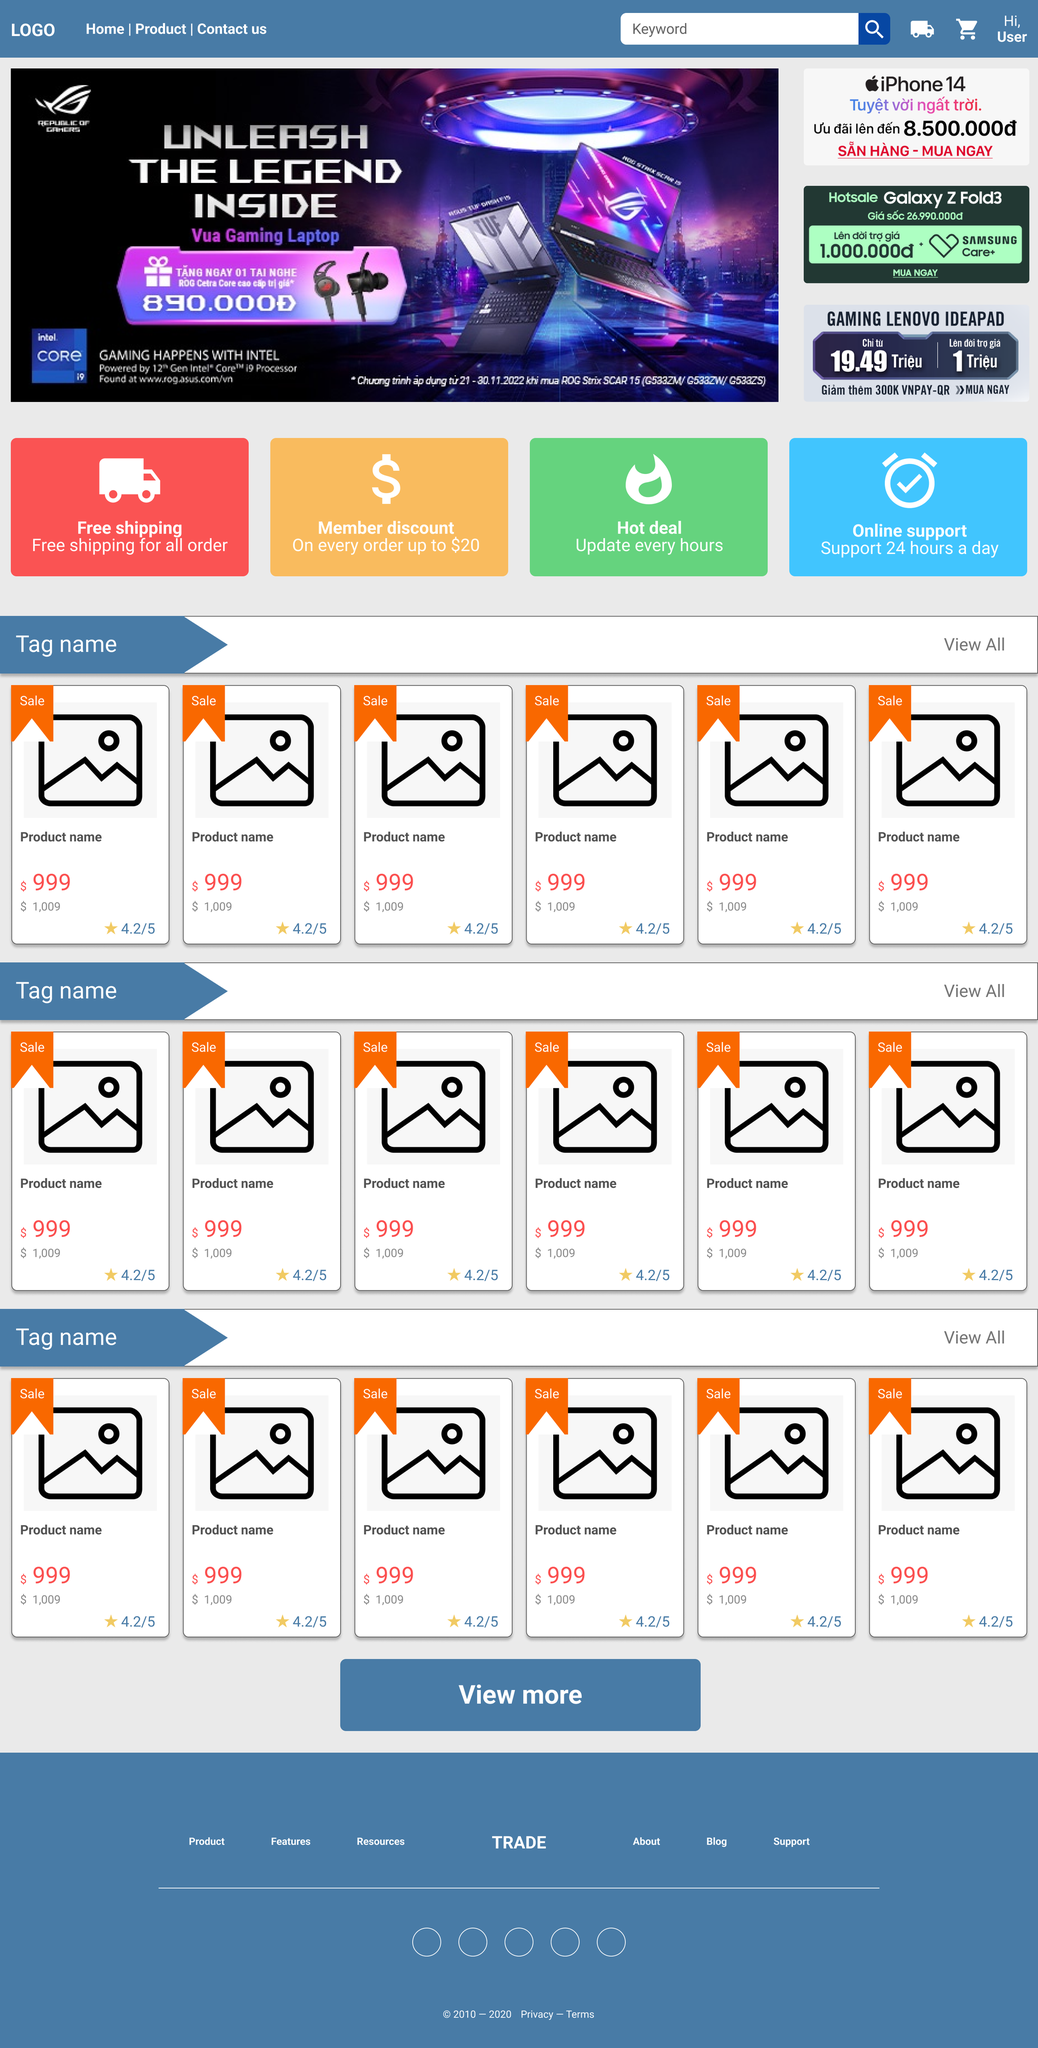 LOGO
Home | Product | Contact us
Keyword
Hi,
User
REPUBLIC OF
GAMERS
UNLEASH
THE LEGEND
INSIDE
Vua Gaming Laptop
TẶNG NGAY 01 TAI NGHE
ROG Cetra Core cao cấp trị giá*
890.000Đ
ASUS TUF DASH F15
TUF
ROG STRIX SCAR 15
intel
CORE
i9
GAMING HAPPENS WITH INTEL
Powered by 12th Gen Intel® Core™ i9 Processor
Found at www.rog.asus.com/vn
* Chương trình áp dụng từ 21 - 30.11.2022 khi mua ROG Strix SCAR 15 (G533ZM/ G533ZW/ G533ZS)
iPhone 14
Tuyệt vời ngất trời.
Ưu đãi lên đến 8.500.000đ
SẴN HÀNG - MUA NGAY
Hotsale Galaxy Z Fold3
Giá sốc 26.990.000đ
Lên đời trợ giá
1.000.000đ
+
SAMSUNG
Care+
MUA NGAY
GAMING LENOVO IDEAPAD
Chỉ từ
19.49 Triệu
Lên đời trợ giá
1 Triệu
Giảm thêm 300K VNPAY-QR
MUA NGAY
Free shipping
Free shipping for all order
Member discount
On every order up to $20
Hot deal
Update every hours
Online support
Support 24 hours a day
Tag name
View All
Sale Sale Sale Sale Sale Sale
Product name Product name Product name Product name Product name Product name
$ 999 $ 999 $ 999 $ 999 $ 999 $ 999
$ 1,009 $ 1,009 $ 1,009 $ 1,009 $ 1,009 $ 1,009
4.2/5 4.2/5 4.2/5 4.2/5 4.2/5 4.2/5
Tag name
View All
Sale Sale Sale Sale Sale Sale
Product name Product name Product name Product name Product name Product name
$ 999 $ 999 $ 999 $ 999 $ 999 $ 999
$ 1,009 $ 1,009 $ 1,009 $ 1,009 $ 1,009 $ 1,009
4.2/5 4.2/5 4.2/5 4.2/5 4.2/5 4.2/5
Tag name
View All
Sale Sale Sale Sale Sale Sale
Product name Product name Product name Product name Product name Product name
$ 999 $ 999 $ 999 $ 999 $ 999 $ 999
$ 1,009 $ 1,009 $ 1,009 $ 1,009 $ 1,009 $ 1,009
4.2/5 4.2/5 4.2/5 4.2/5 4.2/5 4.2/5
View more
Product Features Resources TRADE About Blog Support
© 2010 — 2020 Privacy — Terms